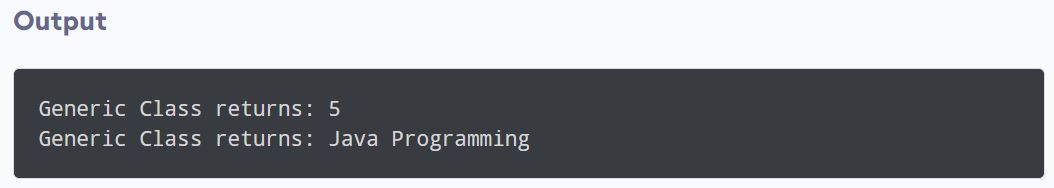 Output
Generic Class returns: 5
Generic Class returns: Java Programming